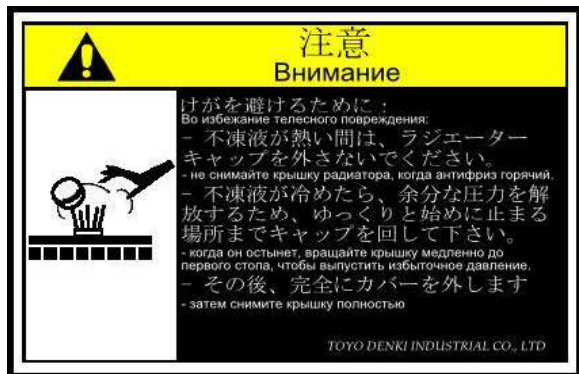 注意
Внимание
けがを避けるために：
Во избежание телесного повреждения:
- 不凍液が熱い間は、ラジエーター
キャップを外さないでください。
- не снимайте крышку радиатора, когда антифриз горячий.
- 不凍液が冷めたら、余分な圧力を解
放するため、ゆっくりと始めに止まる
場所までキャップを回して下さい。
- когда он остынет, вращайте крышку медленно до
первого стопа, чтобы выпустить избыточное давление.
- その後、完全にカバーを外します
- затем снимите крышку полностью
TOYO DENKI INDUSTRIAL CO., LTD